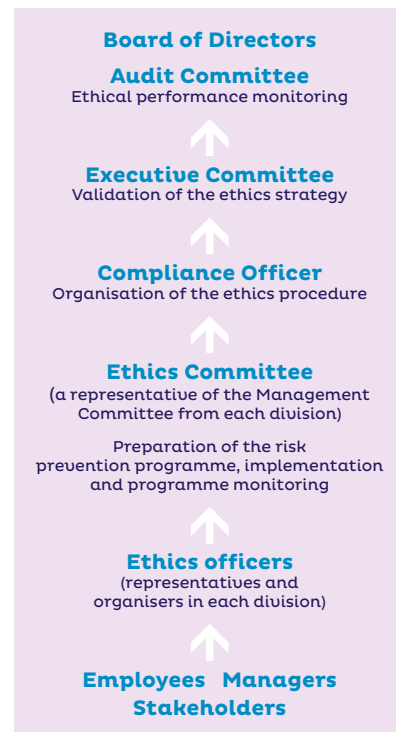 Board of Directors
Audit Committee
Ethical performance monitoring
Executive Committee
Validation of the ethics strategy
Compliance Officer
Organisation of the ethics procedure
Ethics Committee
(a representative of the Management
Committee from each division)
Preparation of the risk
prevention programme, implementation
and programme monitoring
Ethics officers
(representatives and
organisers in each division)
Employees Managers
Stakeholders